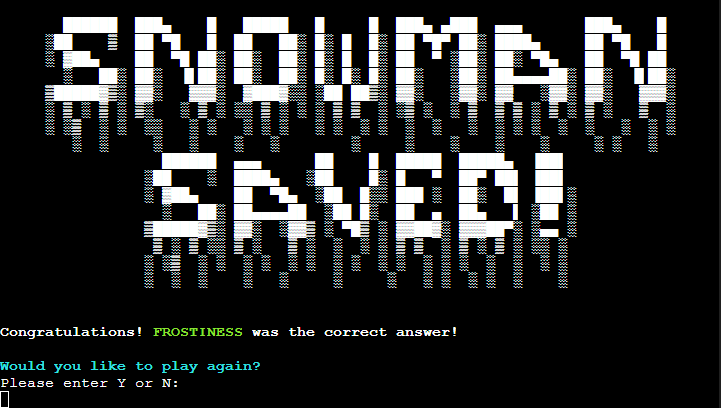 SNOWMAN
SAVED!
Congratulations! FROSTINESS was the correct answer!
Would you like to play again?
Please enter Y or N: